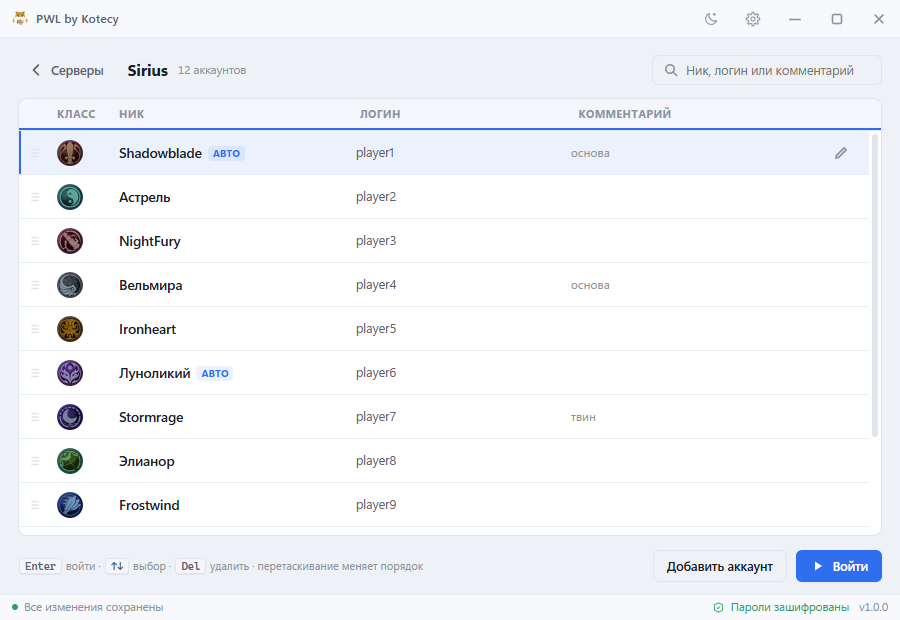 PWL by Kotecy
Серверы Sirius 12 аккаунтов Ник, логин или комментарий
КЛАСС НИК ЛОГИН КОММЕНТАРИЙ
Shadowblade АВТО player1 основа
Астрель player2
NightFury player3
Вельмира player4 основа
Ironheart player5
Луноликий АВТО player6
Stormrage player7 твин
Элианор player8
Frostwind player9
Enter войти · ↑↓ выбор · Del удалить · перетаскивание меняет порядок Добавить аккаунт Войти
Все изменения сохранены Пароли зашифрованы v1.0.0